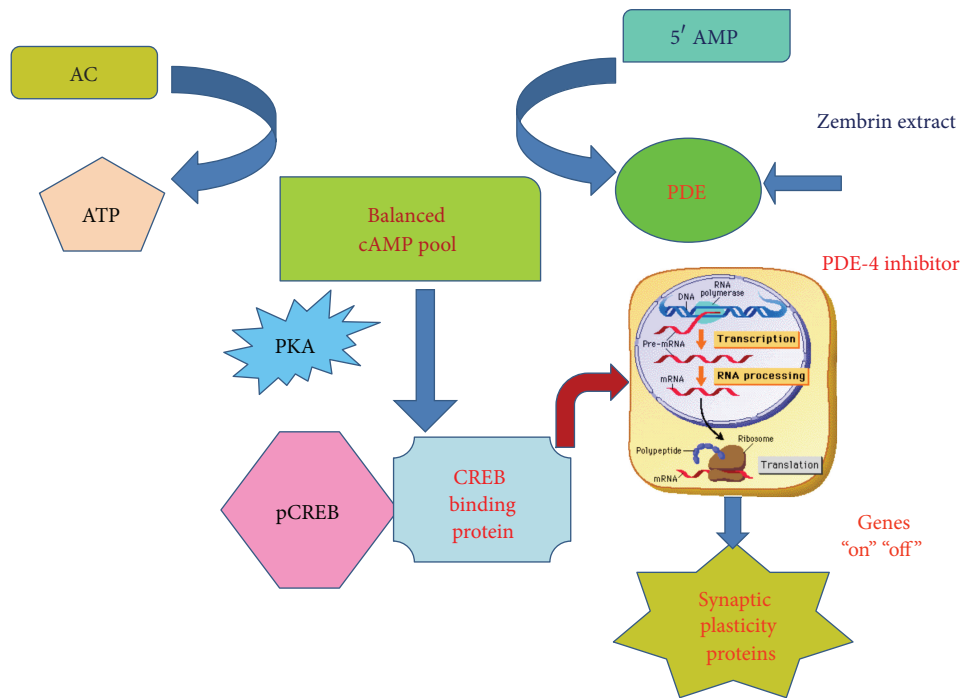 5′ AMP
AC
Zembrin extract
PDE
ATP
Balanced
cAMP pool
PDE-4 inhibitor
RNA
polymerase
DNA
Transcription
Pre-mRNA
RNA processing
mRNA
PKA
Ribosome
Polypeptide
Translation
mRNA
CREB
binding
protein
pCREB
Genes
“on” “off”
Synaptic
plasticity
proteins